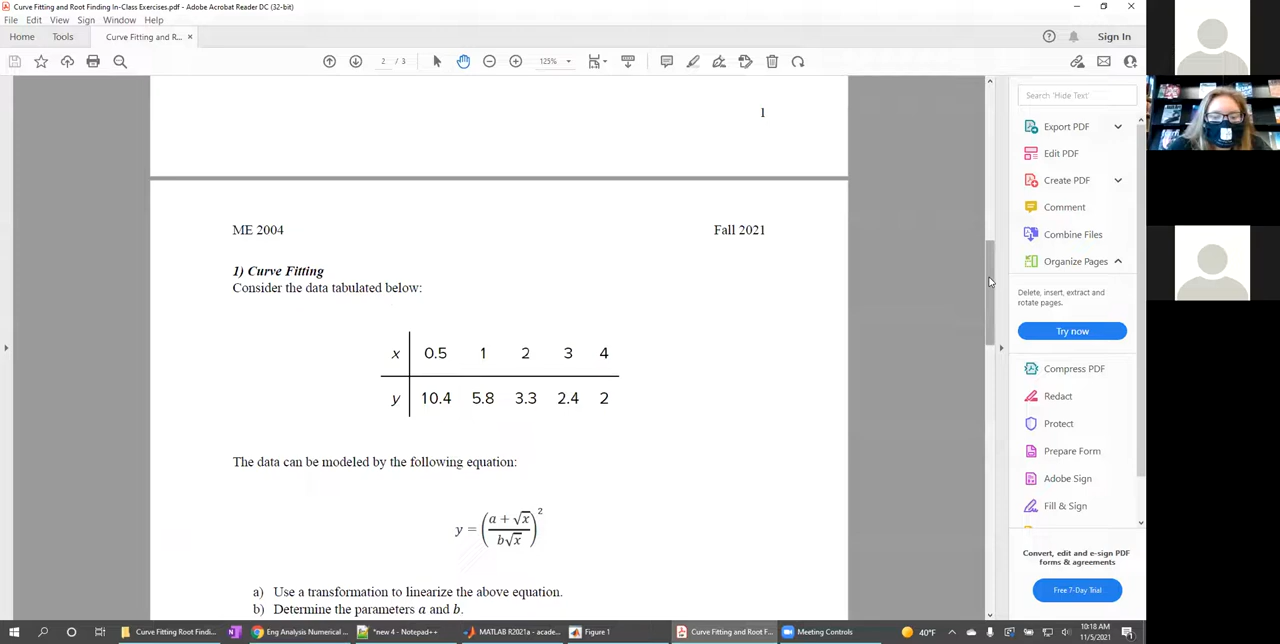 Curve Fitting and Root Finding In-Class Exercises.pdf - Adobe Acrobat Reader DC (32-bit)
File Edit View Sign Window Help
Home Tools Curve Fitting and R... × Sign In
2 / 3 125%
1
Search 'Hide Text'
Export PDF
Edit PDF
Create PDF
Comment
Combine Files
Organize Pages
Delete, insert, extract and
rotate pages.
Try now
Compress PDF
Redact
Protect
Prepare Form
Adobe Sign
Fill & Sign
Convert, edit and e-sign PDF
forms & agreements
Free 7-Day Trial
ME 2004 Fall 2021
1) Curve Fitting
Consider the data tabulated below:
x 0.5 1 2 3 4
y 10.4 5.8 3.3 2.4 2
The data can be modeled by the following equation:
y = ((a + √x) / (b√x))²
a) Use a transformation to linearize the above equation.
b) Determine the parameters a and b.
Curve Fitting Root Findi... Eng Analysis Numerical ... *new 4 - Notepad++ MATLAB R2021a - acade... Figure 1 Curve Fitting and Root F... Meeting Controls 40°F 10:18 AM
11/5/2021